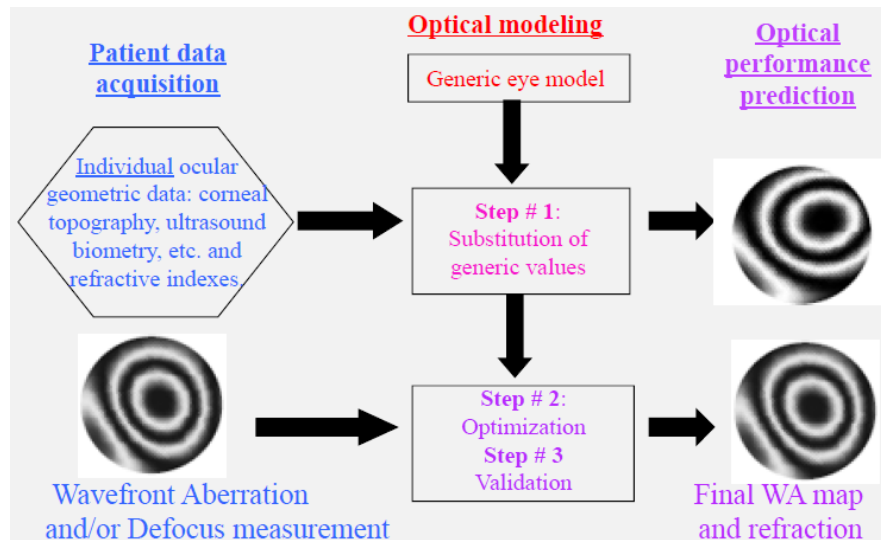 Patient data
acquisition
Optical modeling
Optical
performance
prediction
Generic eye model
Individual ocular
geometric data: corneal
topography, ultrasound
biometry, etc. and
refractive indexes.
Step # 1:
Substitution of
generic values
Step # 2:
Optimization
Step # 3
Validation
Wavefront Aberration
and/or Defocus measurement
Final WA map
and refraction